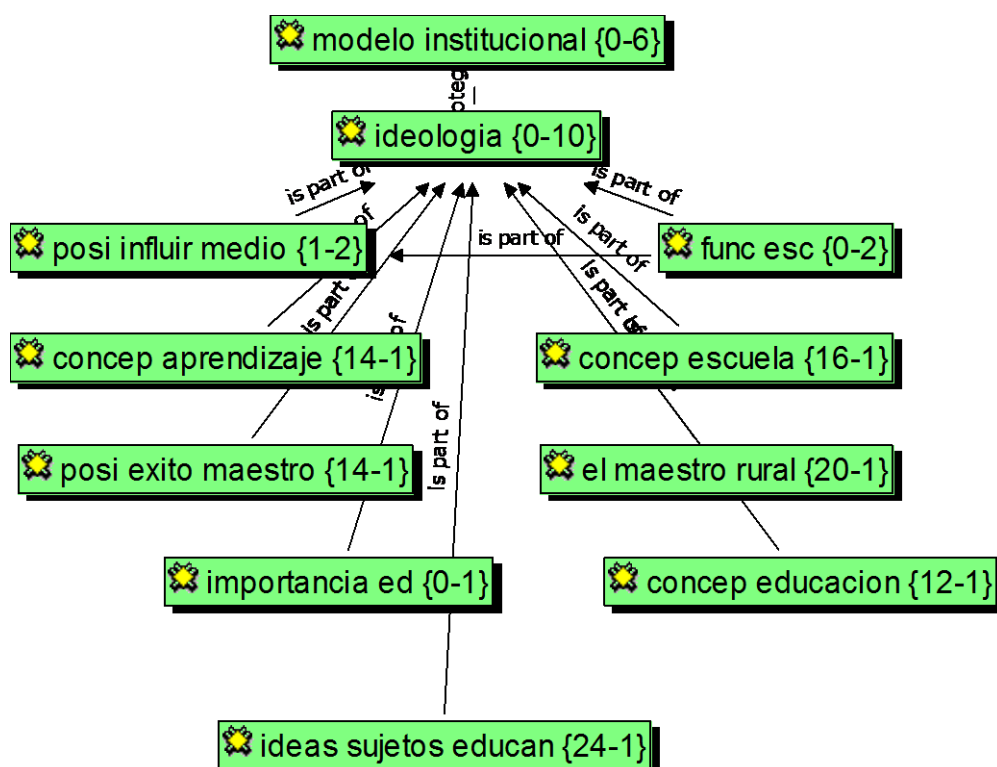 modelo institucional {0-6}
ideologia {0-10}
is part of
is part of
posi influir medio {1-2}
is part of
is part of
func esc {0-2}
is part
is part
concep aprendizaje {14-1}
concep escuela {16-1}
is part of
posi exito maestro {14-1}
el maestro rural {20-1}
importancia ed {0-1}
concep educacion {12-1}
ideas sujetos educan {24-1}